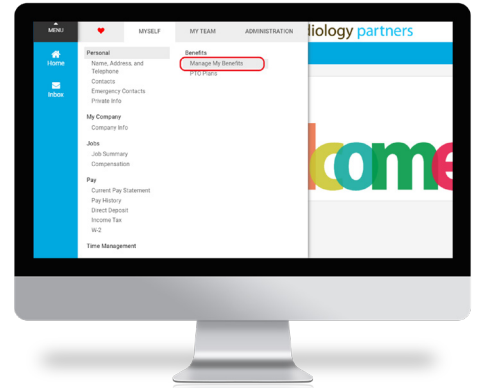 MENU
MYSELF
MY TEAM
ADMINISTRATION
iology partners
Home
Inbox
Personal
Name, Address, and
Telephone
Contacts
Emergency Contacts
Private Info
My Company
Company Info
Jobs
Job Summary
Compensation
Pay
Current Pay Statement
Pay History
Direct Deposit
Income Tax
W-2
Time Management
Benefits
Manage My Benefits
PTO Plans
lcome